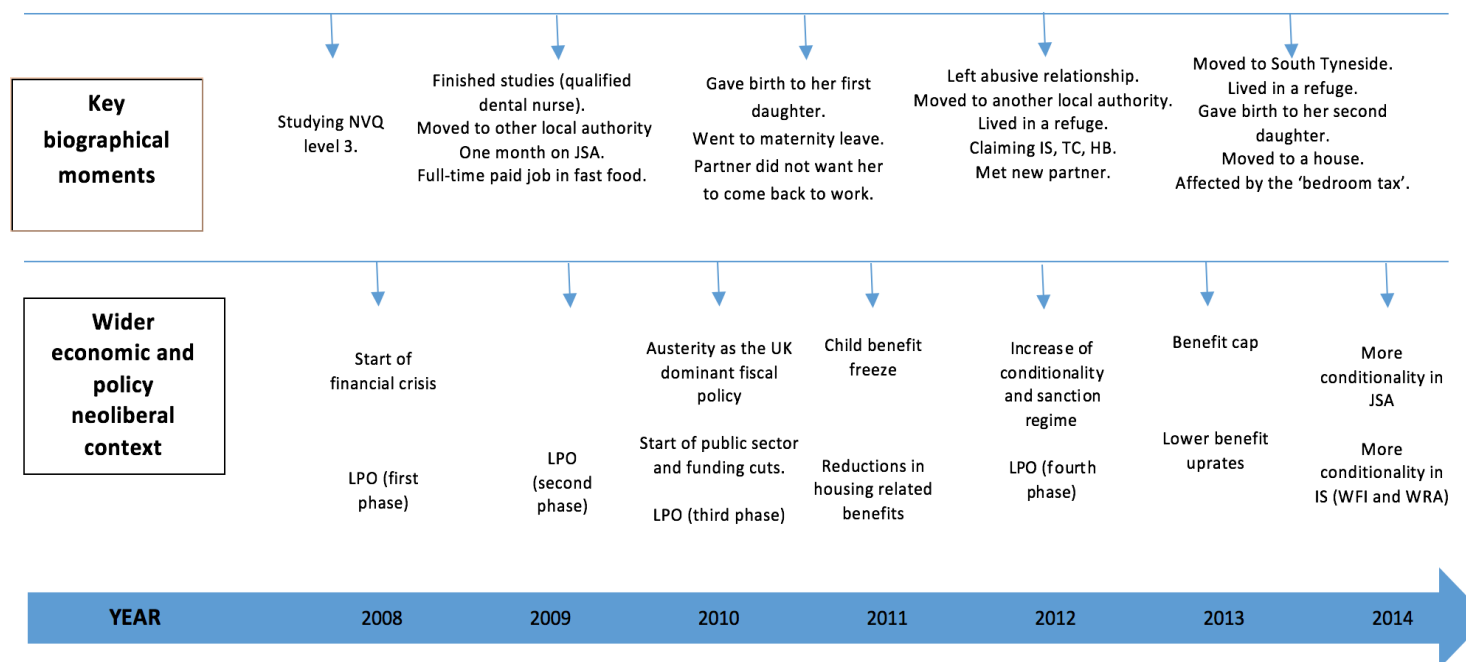 Key
biographical
moments
Studying NVQ
level 3.
Finished studies (qualified
dental nurse).
Moved to other local authority
One month on JSA.
Full-time paid job in fast food.
Gave birth to her first
daughter.
Went to maternity leave.
Partner did not want her
to come back to work.
Left abusive relationship.
Moved to another local authority.
Lived in a refuge.
Claiming IS, TC, HB.
Met new partner.
Moved to South Tyneside.
Lived in a refuge.
Gave birth to her second
daughter.
Moved to a house.
Affected by the ‘bedroom tax’.
Wider
economic and
policy
neoliberal
context
Start of
financial crisis
LPO (first
phase)
LPO
(second
phase)
Austerity as the UK
dominant fiscal
policy
Start of public sector
and funding cuts.
LPO (third phase)
Child benefit
freeze
Reductions in
housing related
benefits
Increase of
conditionality
and sanction
regime
LPO (fourth
phase)
Benefit cap
Lower benefit
uprates
More
conditionality in
JSA
More
conditionality in
IS (WFI and WRA)
YEAR 2008 2009 2010 2011 2012 2013 2014